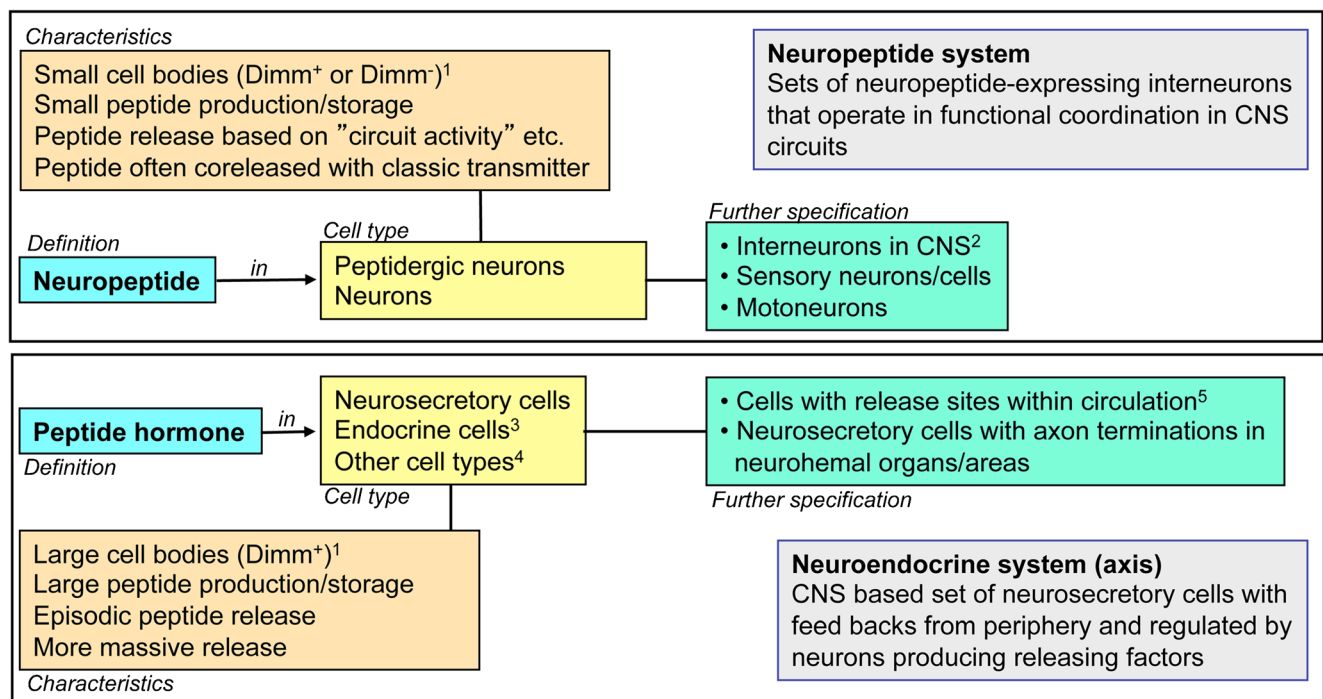 Characteristics
Small cell bodies (Dimm⁺ or Dimm⁻)¹
Small peptide production/storage
Peptide release based on ”circuit activity” etc.
Peptide often coreleased with classic transmitter
Neuropeptide system
Sets of neuropeptide-expressing interneurons
that operate in functional coordination in CNS
circuits
Definition
Neuropeptide
in
Cell type
Peptidergic neurons
Neurons
Further specification
• Interneurons in CNS²
• Sensory neurons/cells
• Motoneurons
Peptide hormone
Definition
in
Neurosecretory cells
Endocrine cells³
Other cell types⁴
Cell type
• Cells with release sites within circulation⁵
• Neurosecretory cells with axon terminations in
neurohemal organs/areas
Further specification
Large cell bodies (Dimm⁺)¹
Large peptide production/storage
Episodic peptide release
More massive release
Characteristics
Neuroendocrine system (axis)
CNS based set of neurosecretory cells with
feed backs from periphery and regulated by
neurons producing releasing factors